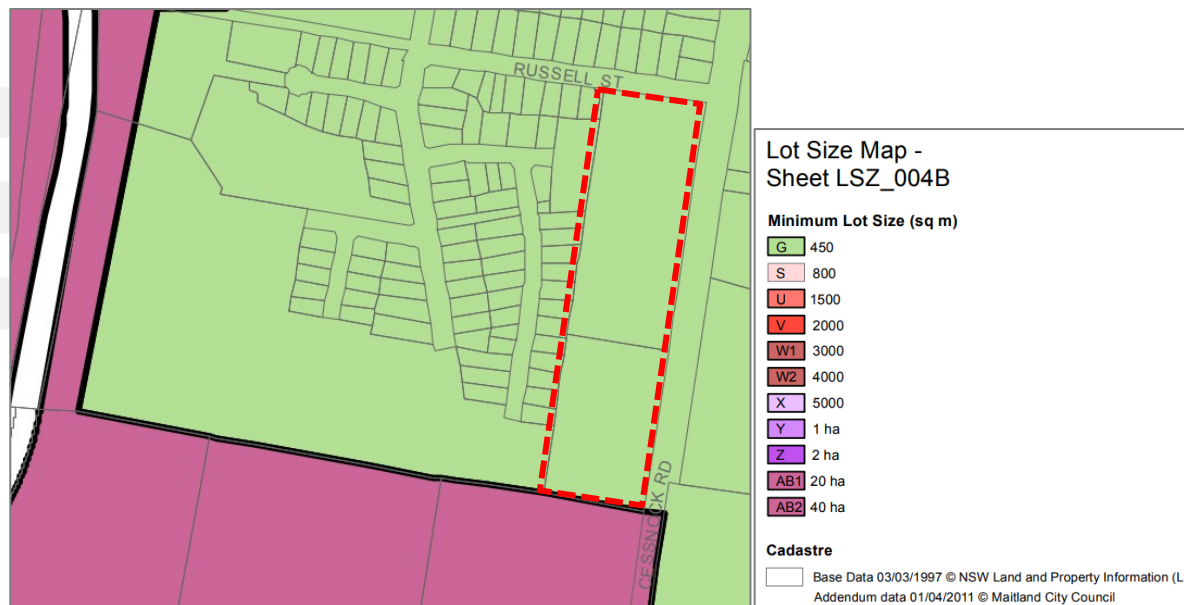 RUSSELL ST
CESSNOCK RD
Lot Size Map -
Sheet LSZ_004B
Minimum Lot Size (sq m)
G 450
S 800
U 1500
V 2000
W1 3000
W2 4000
X 5000
Y 1 ha
Z 2 ha
AB1 20 ha
AB2 40 ha
Cadastre
Base Data 03/03/1997 © NSW Land and Property Information (L
Addendum data 01/04/2011 © Maitland City Council